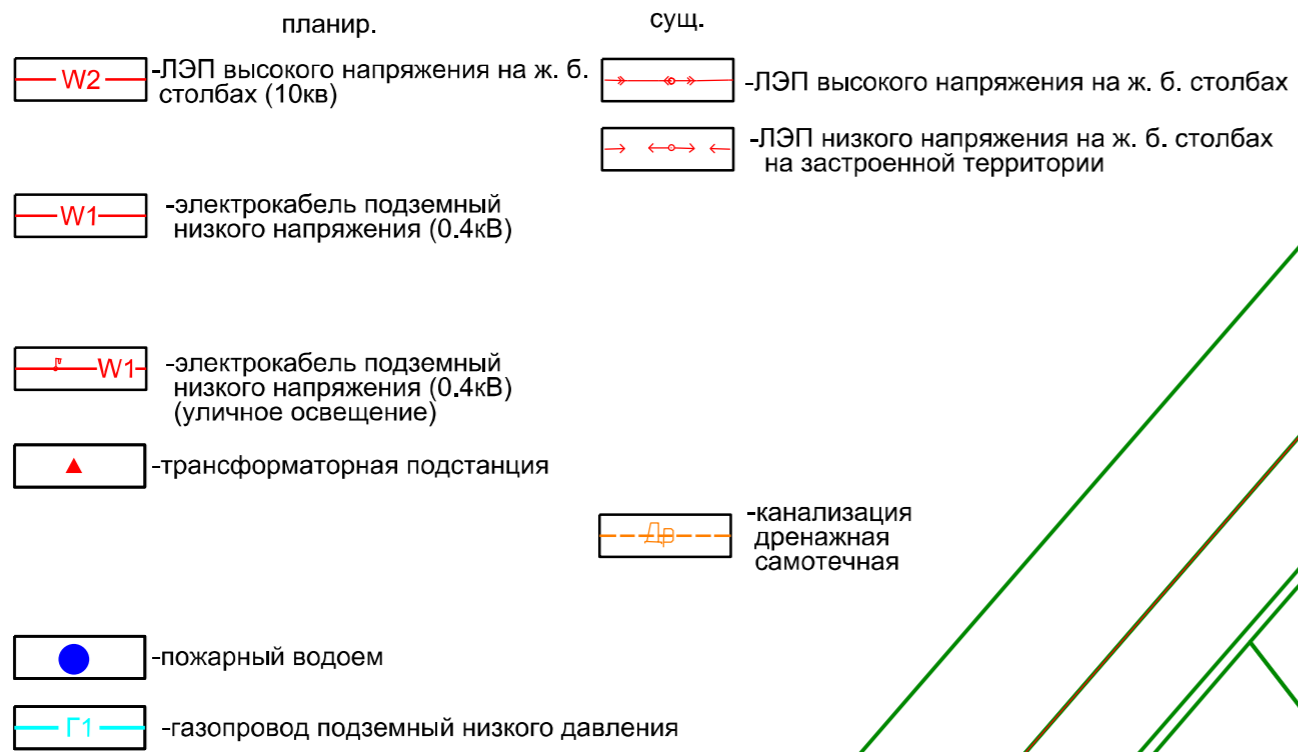 планир.
сущ.
W2
-ЛЭП высокого напряжения на ж. б.
столбах (10кв)
-ЛЭП высокого напряжения на ж. б. столбах
-ЛЭП низкого напряжения на ж. б. столбах
на застроенной территории
W1
-электрокабель подземный
низкого напряжения (0.4кВ)
W1
-электрокабель подземный
низкого напряжения (0.4кВ)
(уличное освещение)
-трансформаторная подстанция
Др
-канализация
дренажная
самотечная
-пожарный водоем
Г1
-газопровод подземный низкого давления